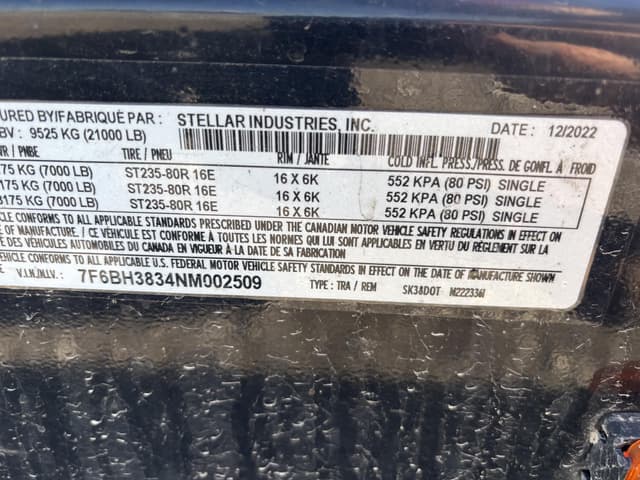 URED BY/FABRIQUÉ PAR : STELLAR INDUSTRIES, INC. DATE : 12/2022
BV : 9525 KG (21000 LB)
WR / PNBE TIRE / PNEU RIM / JANTE COLD INFL. PRESS./PRESS. DE GONFL À FROID
175 KG (7000 LB) ST235-80R 16E 16 X 6K 552 KPA (80 PSI) SINGLE
3175 KG (7000 LB) ST235-80R 16E 16 X 6K 552 KPA (80 PSI) SINGLE
3175 KG (7000 LB) ST235-80R 16E 16 X 6K 552 KPA (80 PSI) SINGLE
ICLE CONFORMS TO ALL APPLICABLE STANDARDS PRESCRIBED UNDER THE CANADIAN MOTOR VEHICLE SAFETY REGULATIONS IN EFFECT ON THE
OF MANUFACTURE / CE VÉHICULE EST CONFORME À TOUTES LES NORMES QUI LUI SONT APPLICABLES EN VERTU DU RÈGLEMENT SUR LA
DES VÉHICULES AUTOMOBILES DU CANADA EN VIGUEUR À LA DATE DE SA FABRICATION
CLE CONFORMS TO ALL APPLICABLE U.S. FEDERAL MOTOR VEHICLE SAFETY STANDARDS IN EFFECT ON THE DATE OF MANUFACTURE
V.I.N./N.I.V.: 7F6BH3834NM002509 TYPE : TRA / REM SK38DOT M222336I